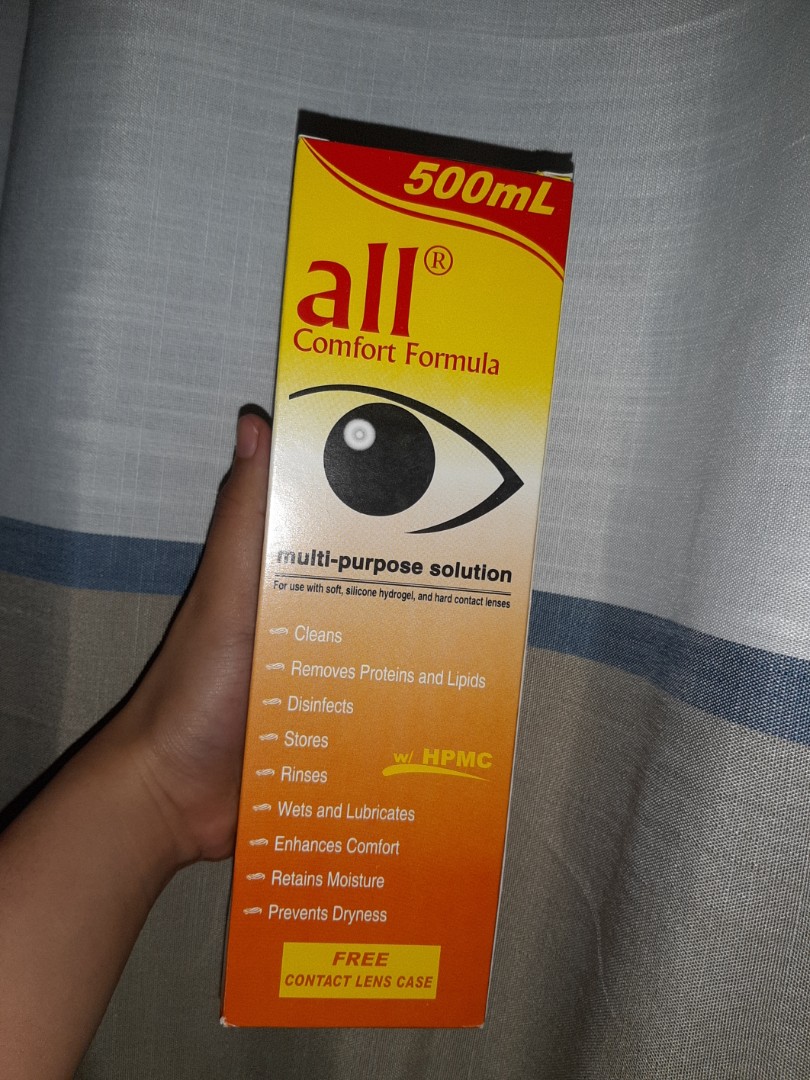 500mL
all®
Comfort Formula
multi-purpose solution
For use with soft, silicone hydrogel, and hard contact lenses
Cleans
Removes Proteins and Lipids
Disinfects
Stores
w/ HPMC
Rinses
Wets and Lubricates
Enhances Comfort
Retains Moisture
Prevents Dryness
FREE
CONTACT LENS CASE